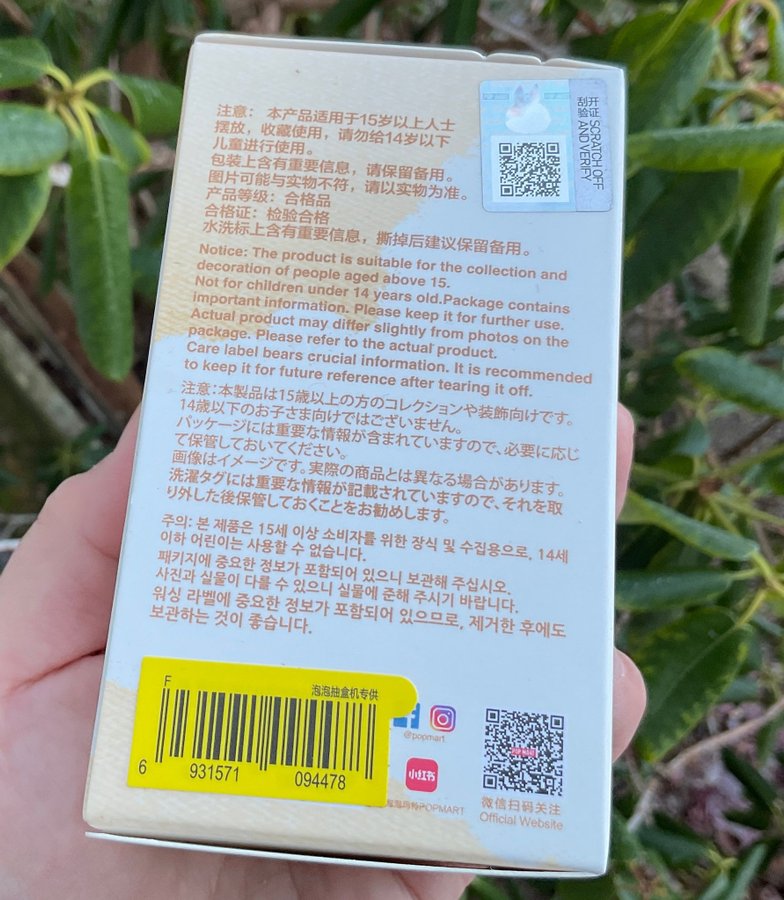 注意：本产品适用于15岁以上人士
摆放，收藏使用，请勿给14岁以下
儿童进行使用。
包装上含有重要信息，请保留备用。
图片可能与实物不符，请以实物为准。
产品等级：合格品
合格证：检验合格
水洗标上含有重要信息，撕掉后建议保留备用。
开证
刮验
SCRATCH OFF
AND VERIFY
Notice: The product is suitable for the collection and
decoration of people aged above 15.
Not for children under 14 years old.Package contains
important information. Please keep it for further use.
Actual product may differ slightly from photos on the
package. Please refer to the actual product.
Care label bears crucial information. It is recommended
to keep it for future reference after tearing it off.
注意：本製品は15歳以上の方のコレクションや装飾向けです。
14歳以下のお子さま向けではございません。
パッケージには重要な情報が含まれていますので、必要に応じ
て保管しておいてください。
画像はイメージです。実際の商品とは異なる場合があります。
洗濯タグには重要な情報が記載されていますので、それを取
り外した後保管しておくことをお勧めします。
주의: 본 제품은 15세 이상 소비자를 위한 장식 및 수집용으로, 14세
이하 어린이는 사용할 수 없습니다.
패키지에 중요한 정보가 포함되어 있으니 보관해 주십시오.
사진과 실물이 다를 수 있으니 실물에 준해 주시기 바랍니다.
워싱 라벨에 중요한 정보가 포함되어 있으므로, 제거한 후에도
보관하는 것이 좋습니다.
F
泡泡抽盒机专供
6 931571 094478
@popmart
小红书
POPMART
POP MART
微信扫码关注
Official Website